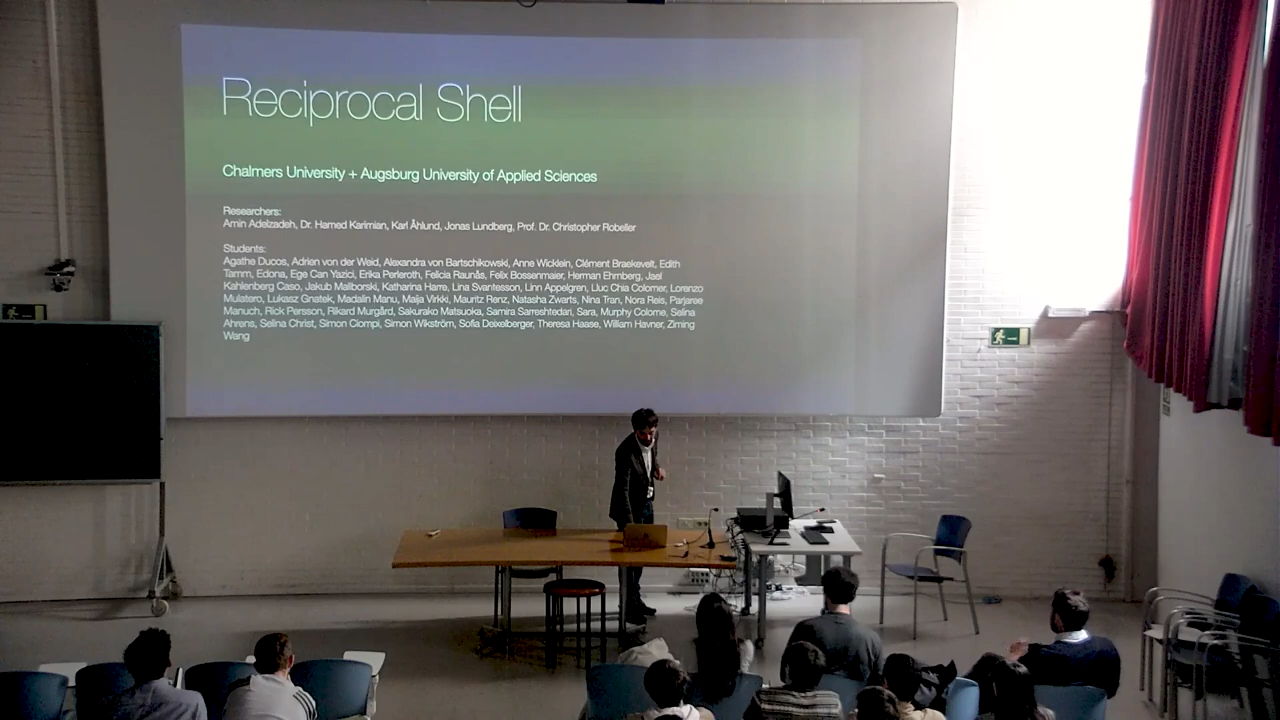 Reciprocal Shell
Chalmers University + Augsburg University of Applied Sciences
Researchers:
Amin Adelzadeh, Dr. Hamed Karimian, Karl Åhlund, Jonas Lundberg, Prof. Dr. Christopher Robeller
Students:
Agathe Ducos, Adrien von der Weid, Alexandra von Bartschikowski, Anne Wicklein, Clément Braekevelt, Edith
Tamm, Edona, Ege Can Yazici, Erika Perleroth, Felicia Raunås, Felix Bossenmaier, Herman Ehrnberg, Jael
Kahlenberg Caso, Jakub Maliborski, Katharina Harre, Lina Svantesson, Linn Appelgren, Lluc Chia Colomer, Lorenzo
Mulatero, Lukasz Gnatek, Madalin Manu, Maija Virkki, Mauritz Renz, Natasha Zwarts, Nina Tran, Nora Reis, Parjaree
Manuch, Rick Persson, Rikard Murgård, Sakurako Matsuoka, Samira Sarreshtedari, Sara, Murphy Colome, Selina
Ahrens, Selina Christ, Simon Ciompi, Simon Wikström, Sofia Deixelberger, Theresa Haase, William Havner, Ziming
Wang